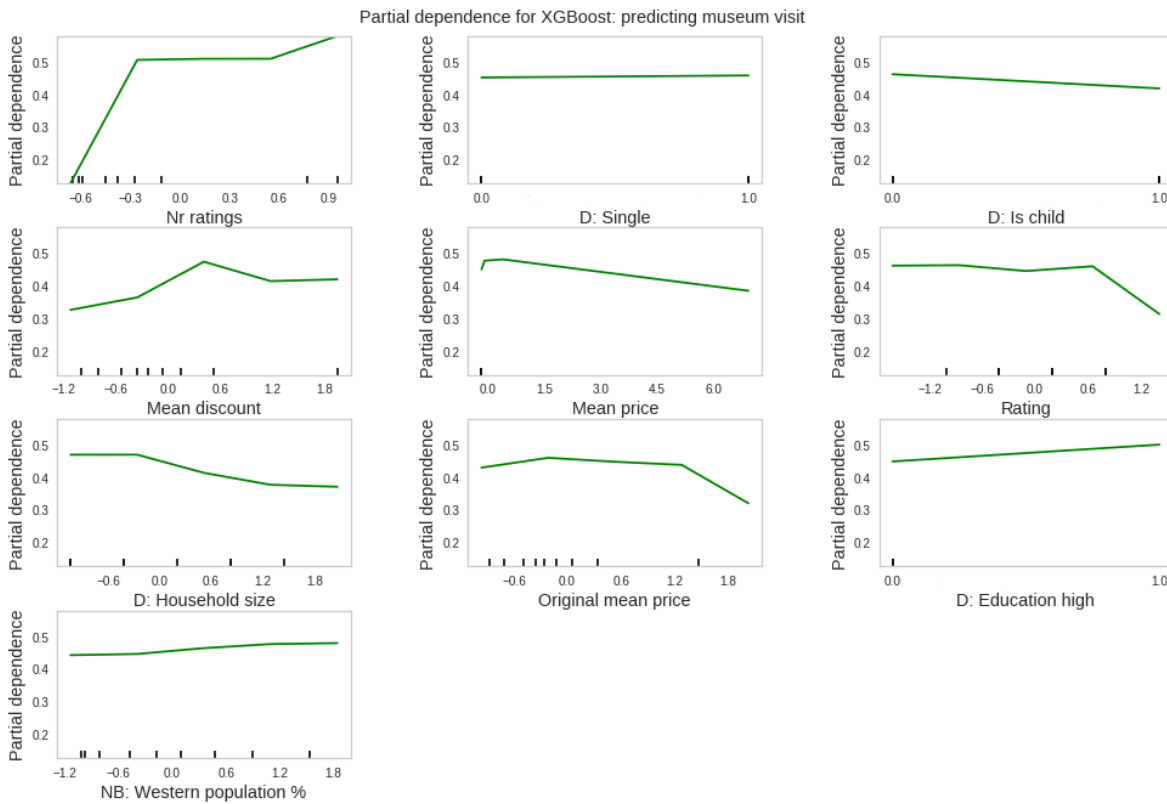 Partial dependence for XGBoost: predicting museum visit
Partial dependence
0.5
0.4
0.3
0.2
−0.6 −0.3 0.0 0.3 0.6 0.9
Nr ratings
Partial dependence
0.5
0.4
0.3
0.2
0.0 1.0
D: Single
Partial dependence
0.5
0.4
0.3
0.2
0.0 1.0
D: Is child
Partial dependence
0.5
0.4
0.3
0.2
−1.2 −0.6 0.0 0.6 1.2 1.8
Mean discount
Partial dependence
0.5
0.4
0.3
0.2
0.0 1.5 3.0 4.5 6.0
Mean price
Partial dependence
0.5
0.4
0.3
0.2
−1.2 −0.6 0.0 0.6 1.2
Rating
Partial dependence
0.5
0.4
0.3
0.2
−0.6 0.0 0.6 1.2 1.8
D: Household size
Partial dependence
0.5
0.4
0.3
0.2
−0.6 0.0 0.6 1.2 1.8
Original mean price
Partial dependence
0.5
0.4
0.3
0.2
0.0 1.0
D: Education high
Partial dependence
0.5
0.4
0.3
0.2
−1.2 −0.6 0.0 0.6 1.2 1.8
NB: Western population %